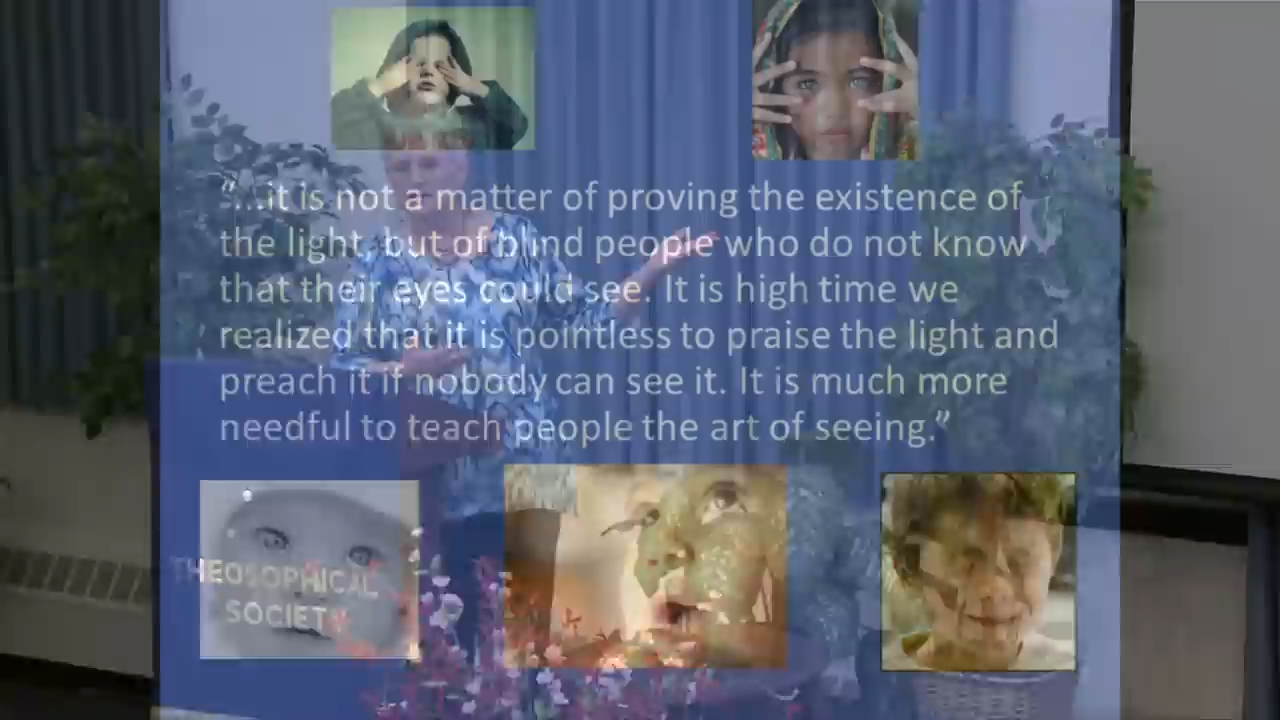 “...it is not a matter of proving the existence of
the light, but of blind people who do not know
that their eyes could see. It is high time we
realized that it is pointless to praise the light and
preach it if nobody can see it. It is much more
needful to teach people the art of seeing.”
THEOSOPHICAL
SOCIETY